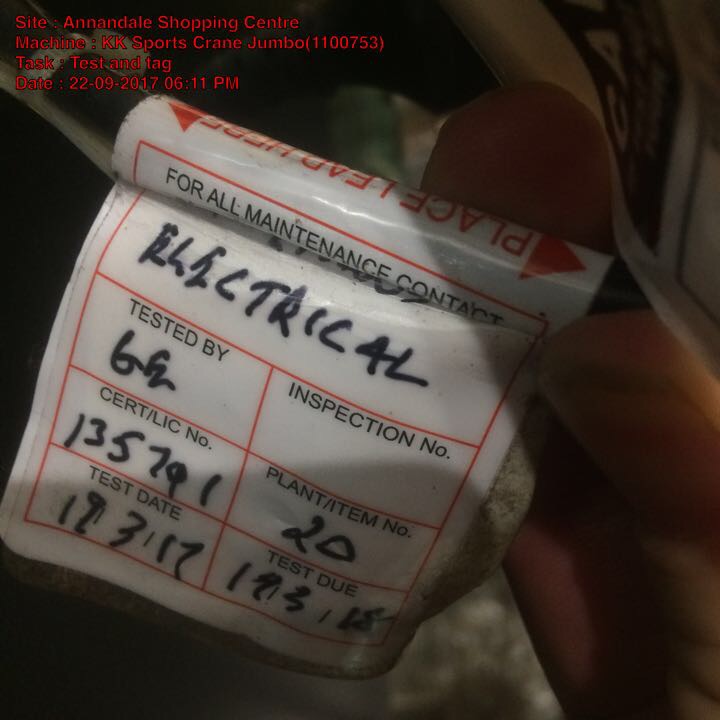 Site : Annandale Shopping Centre
Machine : KK Sports Crane Jumbo(1100753)
Task : Test and tag
Date : 22-09-2017 06:11 PM
PLACE LEAD HERE
FOR ALL MAINTENANCE CONTACT
ELECTRICAL
TESTED BY
INSPECTION No.
CERT/LIC No.
135791
PLANT/ITEM No.
20
TEST DATE
19.3.17
TEST DUE
19.3.18